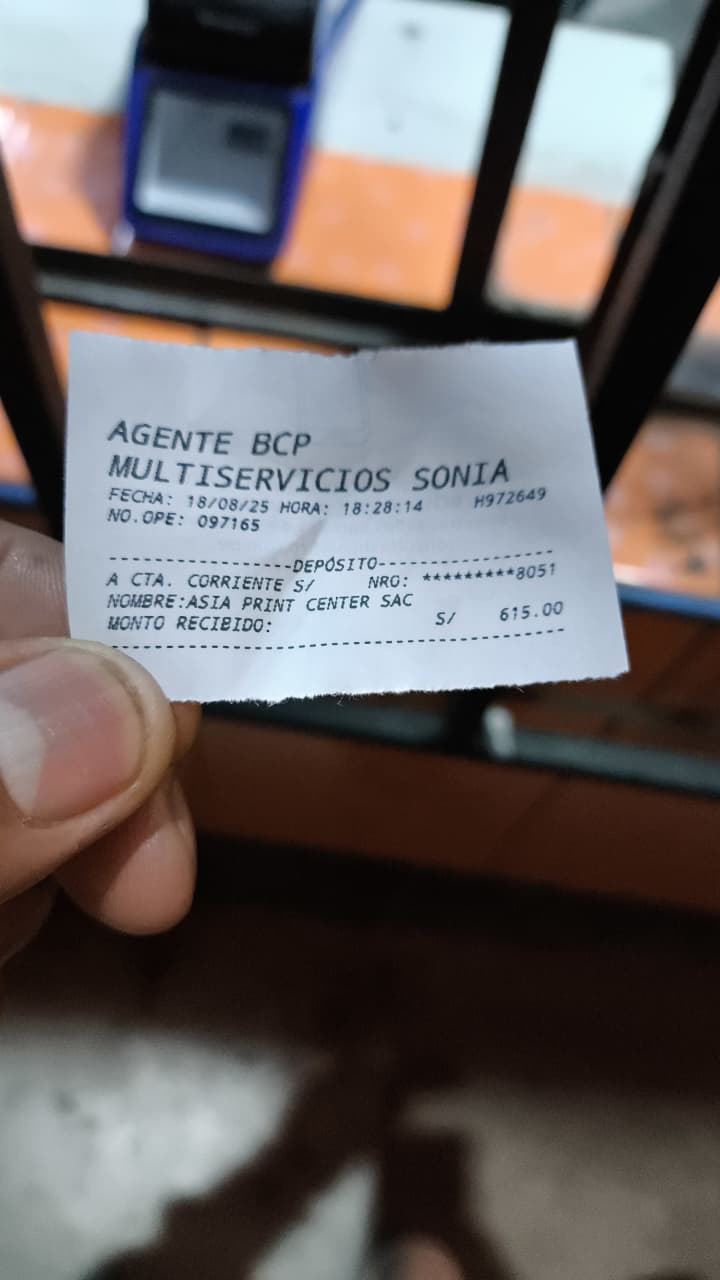 AGENTE BCP
MULTISERVICIOS SONIA
FECHA: 18/08/25 HORA: 18:28:14 H972649
NO.OPE: 097165
------------------DEPÓSITO------------------
A CTA. CORRIENTE S/ NRO: *********8051
NOMBRE:ASIA PRINT CENTER SAC
MONTO RECIBIDO: S/ 615.00